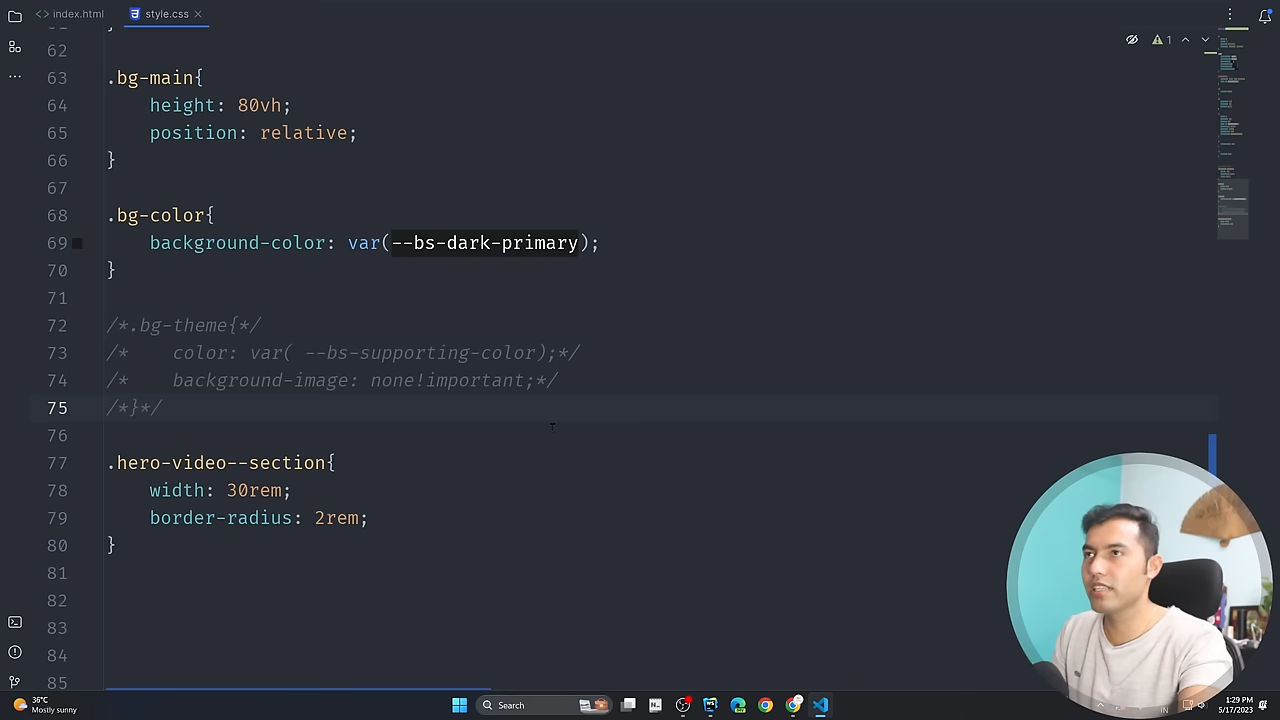 index.html
style.css
1
62
63 .bg-main{
64     height: 80vh;
65     position: relative;
66 }
67
68 .bg-color{
69     background-color: var(--bs-dark-primary);
70 }
71
72 /*.bg-theme{*/
73 /*    color: var( --bs-supporting-color);*/
74 /*    background-image: none!important;*/
75 /*}*/
76
77 .hero-video--section{
78     width: 30rem;
79     border-radius: 2rem;
80 }
81
82
83
84
85
36°C
Mostly sunny
Search
IN
1:29 PM
5/17/2023